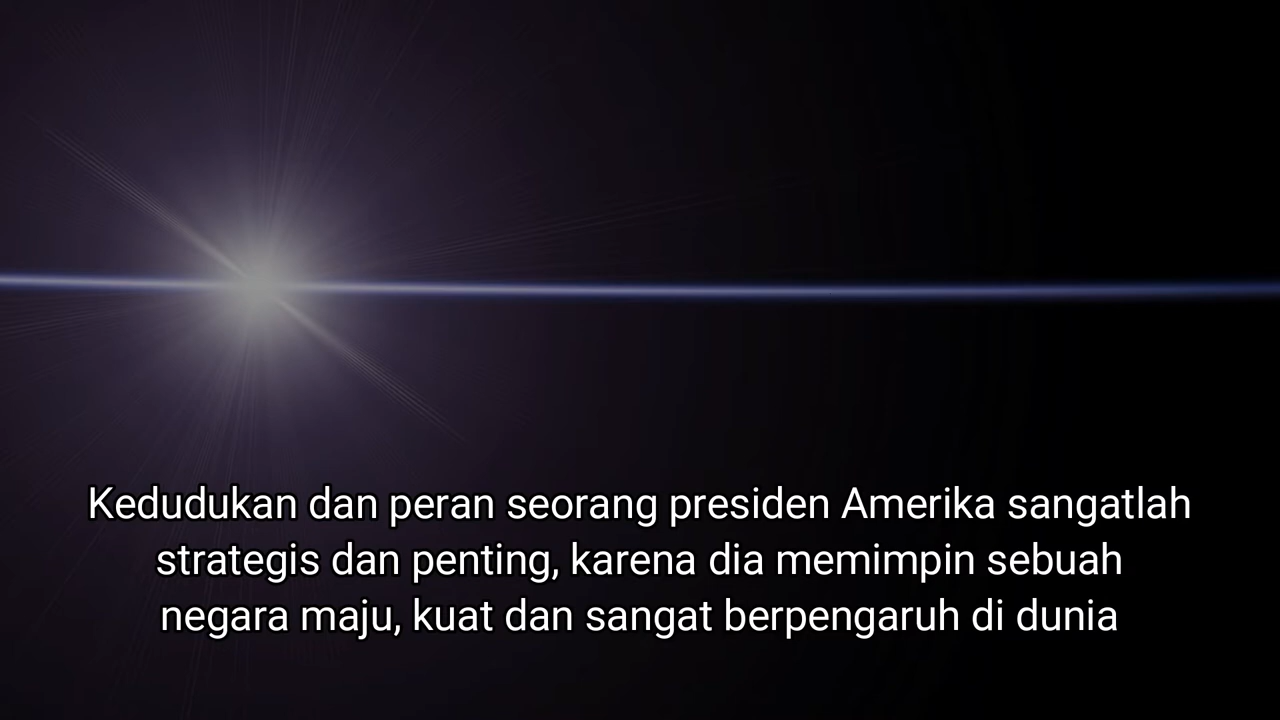 Kedudukan dan peran seorang presiden Amerika sangatlah
strategis dan penting, karena dia memimpin sebuah
negara maju, kuat dan sangat berpengaruh di dunia